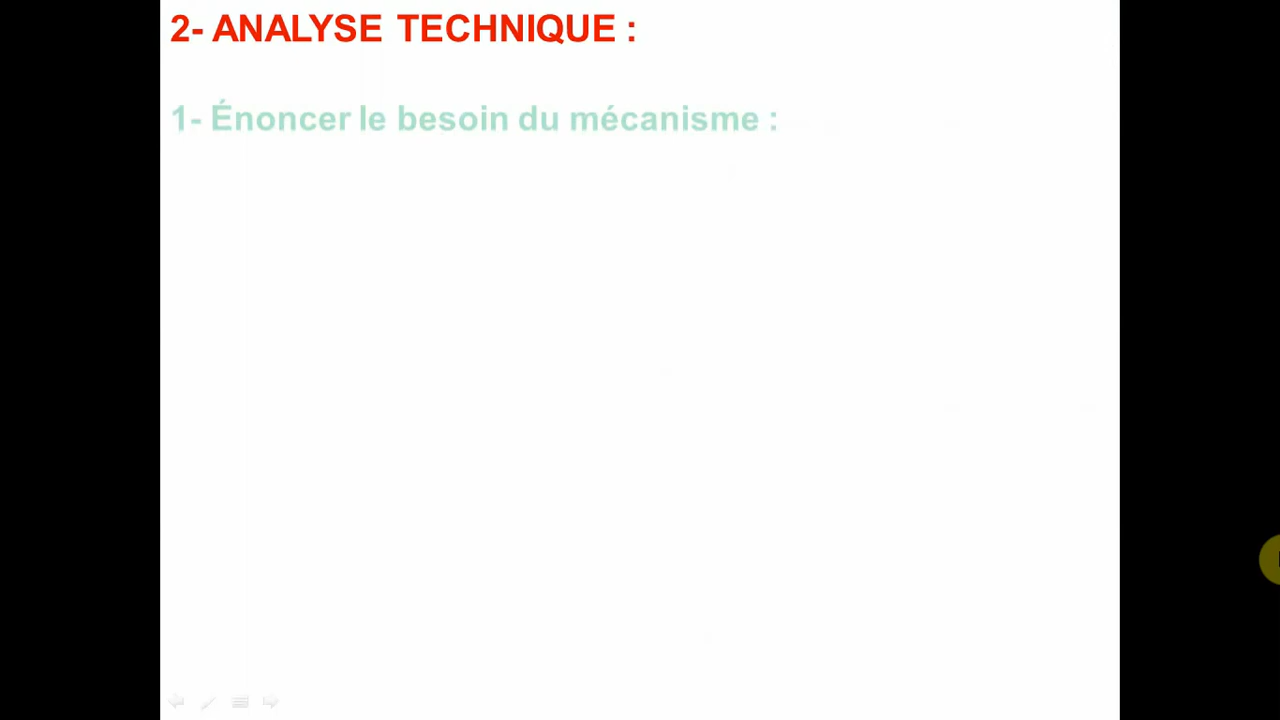 2- ANALYSE TECHNIQUE :
1- Énoncer le besoin du mécanisme :